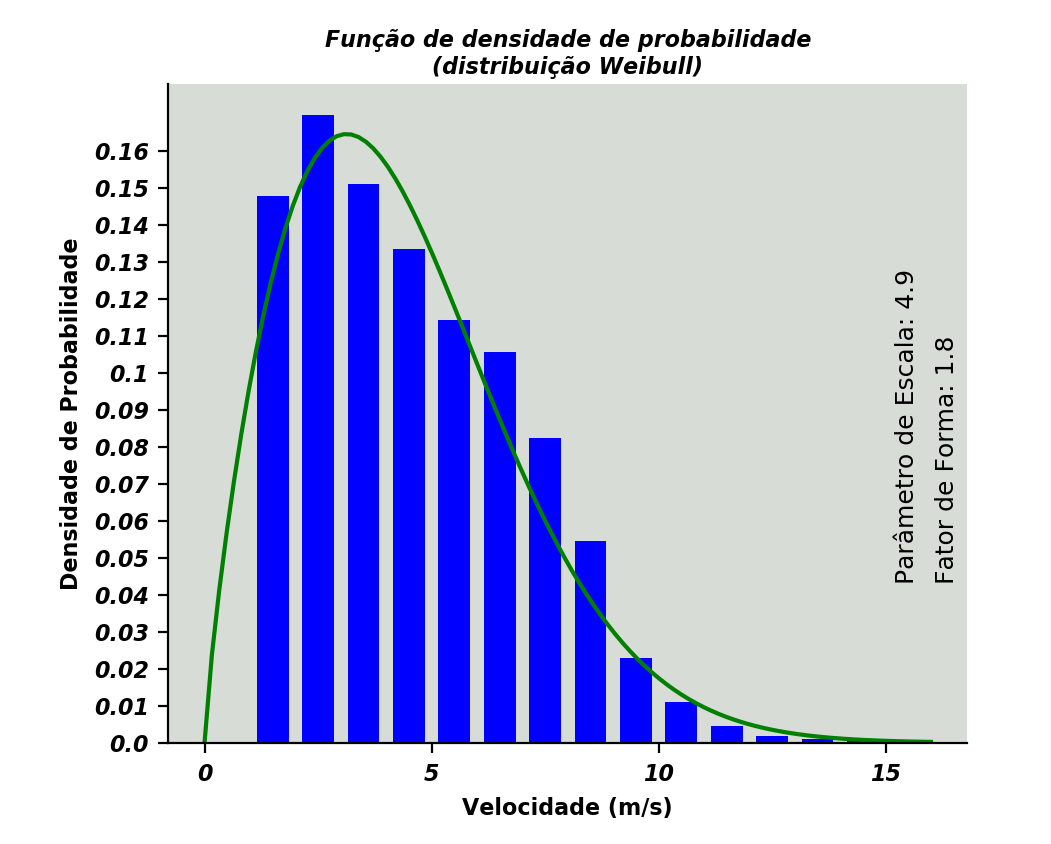 Função de densidade de probabilidade
(distribuição Weibull)
Densidade de Probabilidade
0.16
0.15
0.14
0.13
0.12
0.11
0.1
0.09
0.08
0.07
0.06
0.05
0.04
0.03
0.02
0.01
0.0
Parâmetro de Escala: 4.9
Fator de Forma: 1.8
0 5 10 15
Velocidade (m/s)